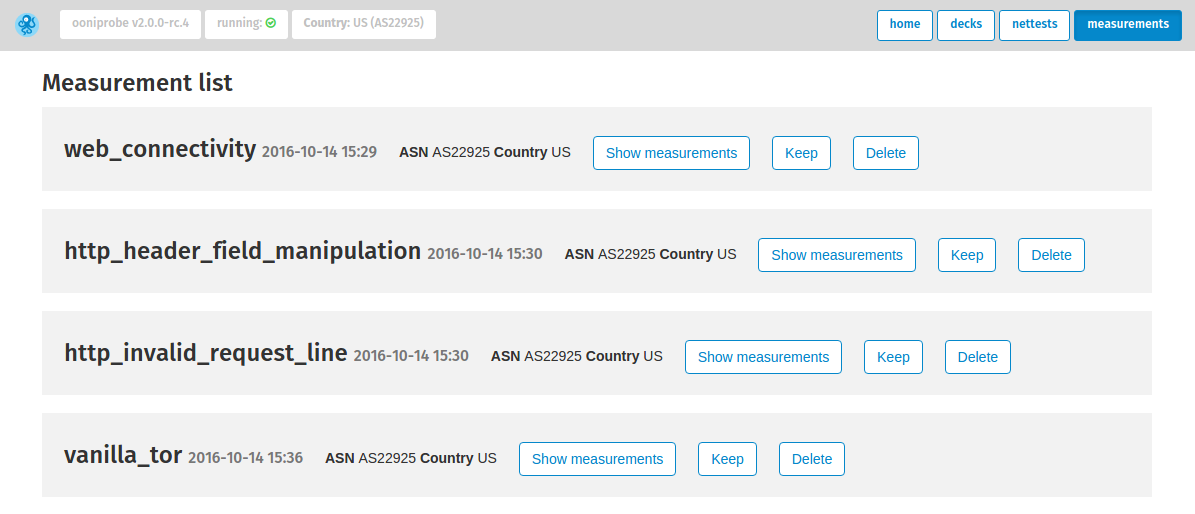 ooniprobe v2.0.0-rc.4 running: Country: US (AS22925) home decks nettests measurements
Measurement list
web_connectivity 2016-10-14 15:29 ASN AS22925 Country US Show measurements Keep Delete
http_header_field_manipulation 2016-10-14 15:30 ASN AS22925 Country US Show measurements Keep Delete
http_invalid_request_line 2016-10-14 15:30 ASN AS22925 Country US Show measurements Keep Delete
vanilla_tor 2016-10-14 15:36 ASN AS22925 Country US Show measurements Keep Delete